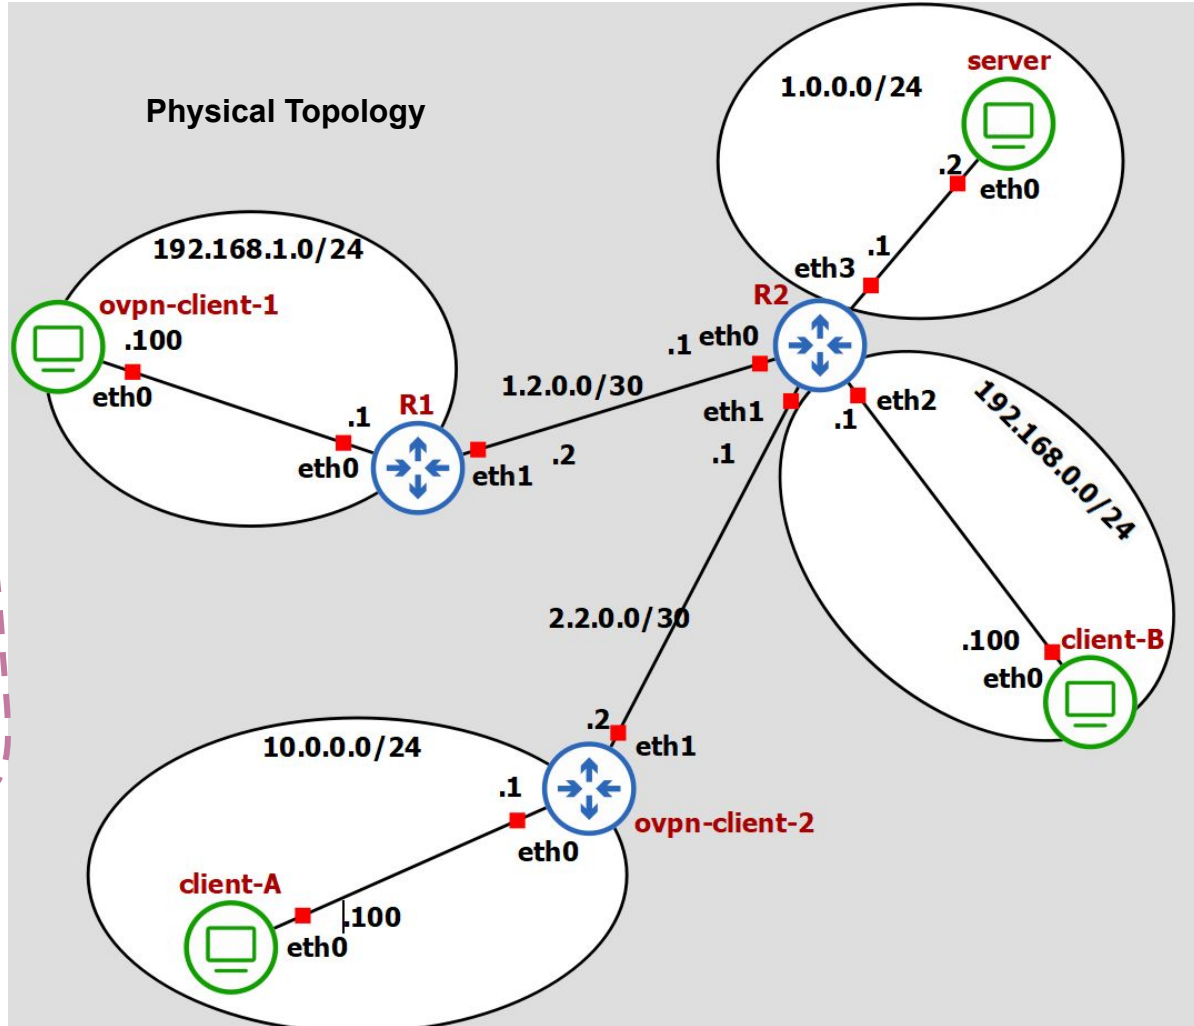 Physical Topology
server
1.0.0.0/24
.2
eth0
.1
eth3
R2
192.168.1.0/24
ovpn-client-1
.100
eth0
.1
eth0
R1
.1
eth0
1.2.0.0/30
.2
eth1
eth1
.1
.1
eth2
192.168.0.0/24
.100
client-B
eth0
2.2.0.0/30
.2
eth1
10.0.0.0/24
.1
eth0
ovpn-client-2
client-A
.100
eth0